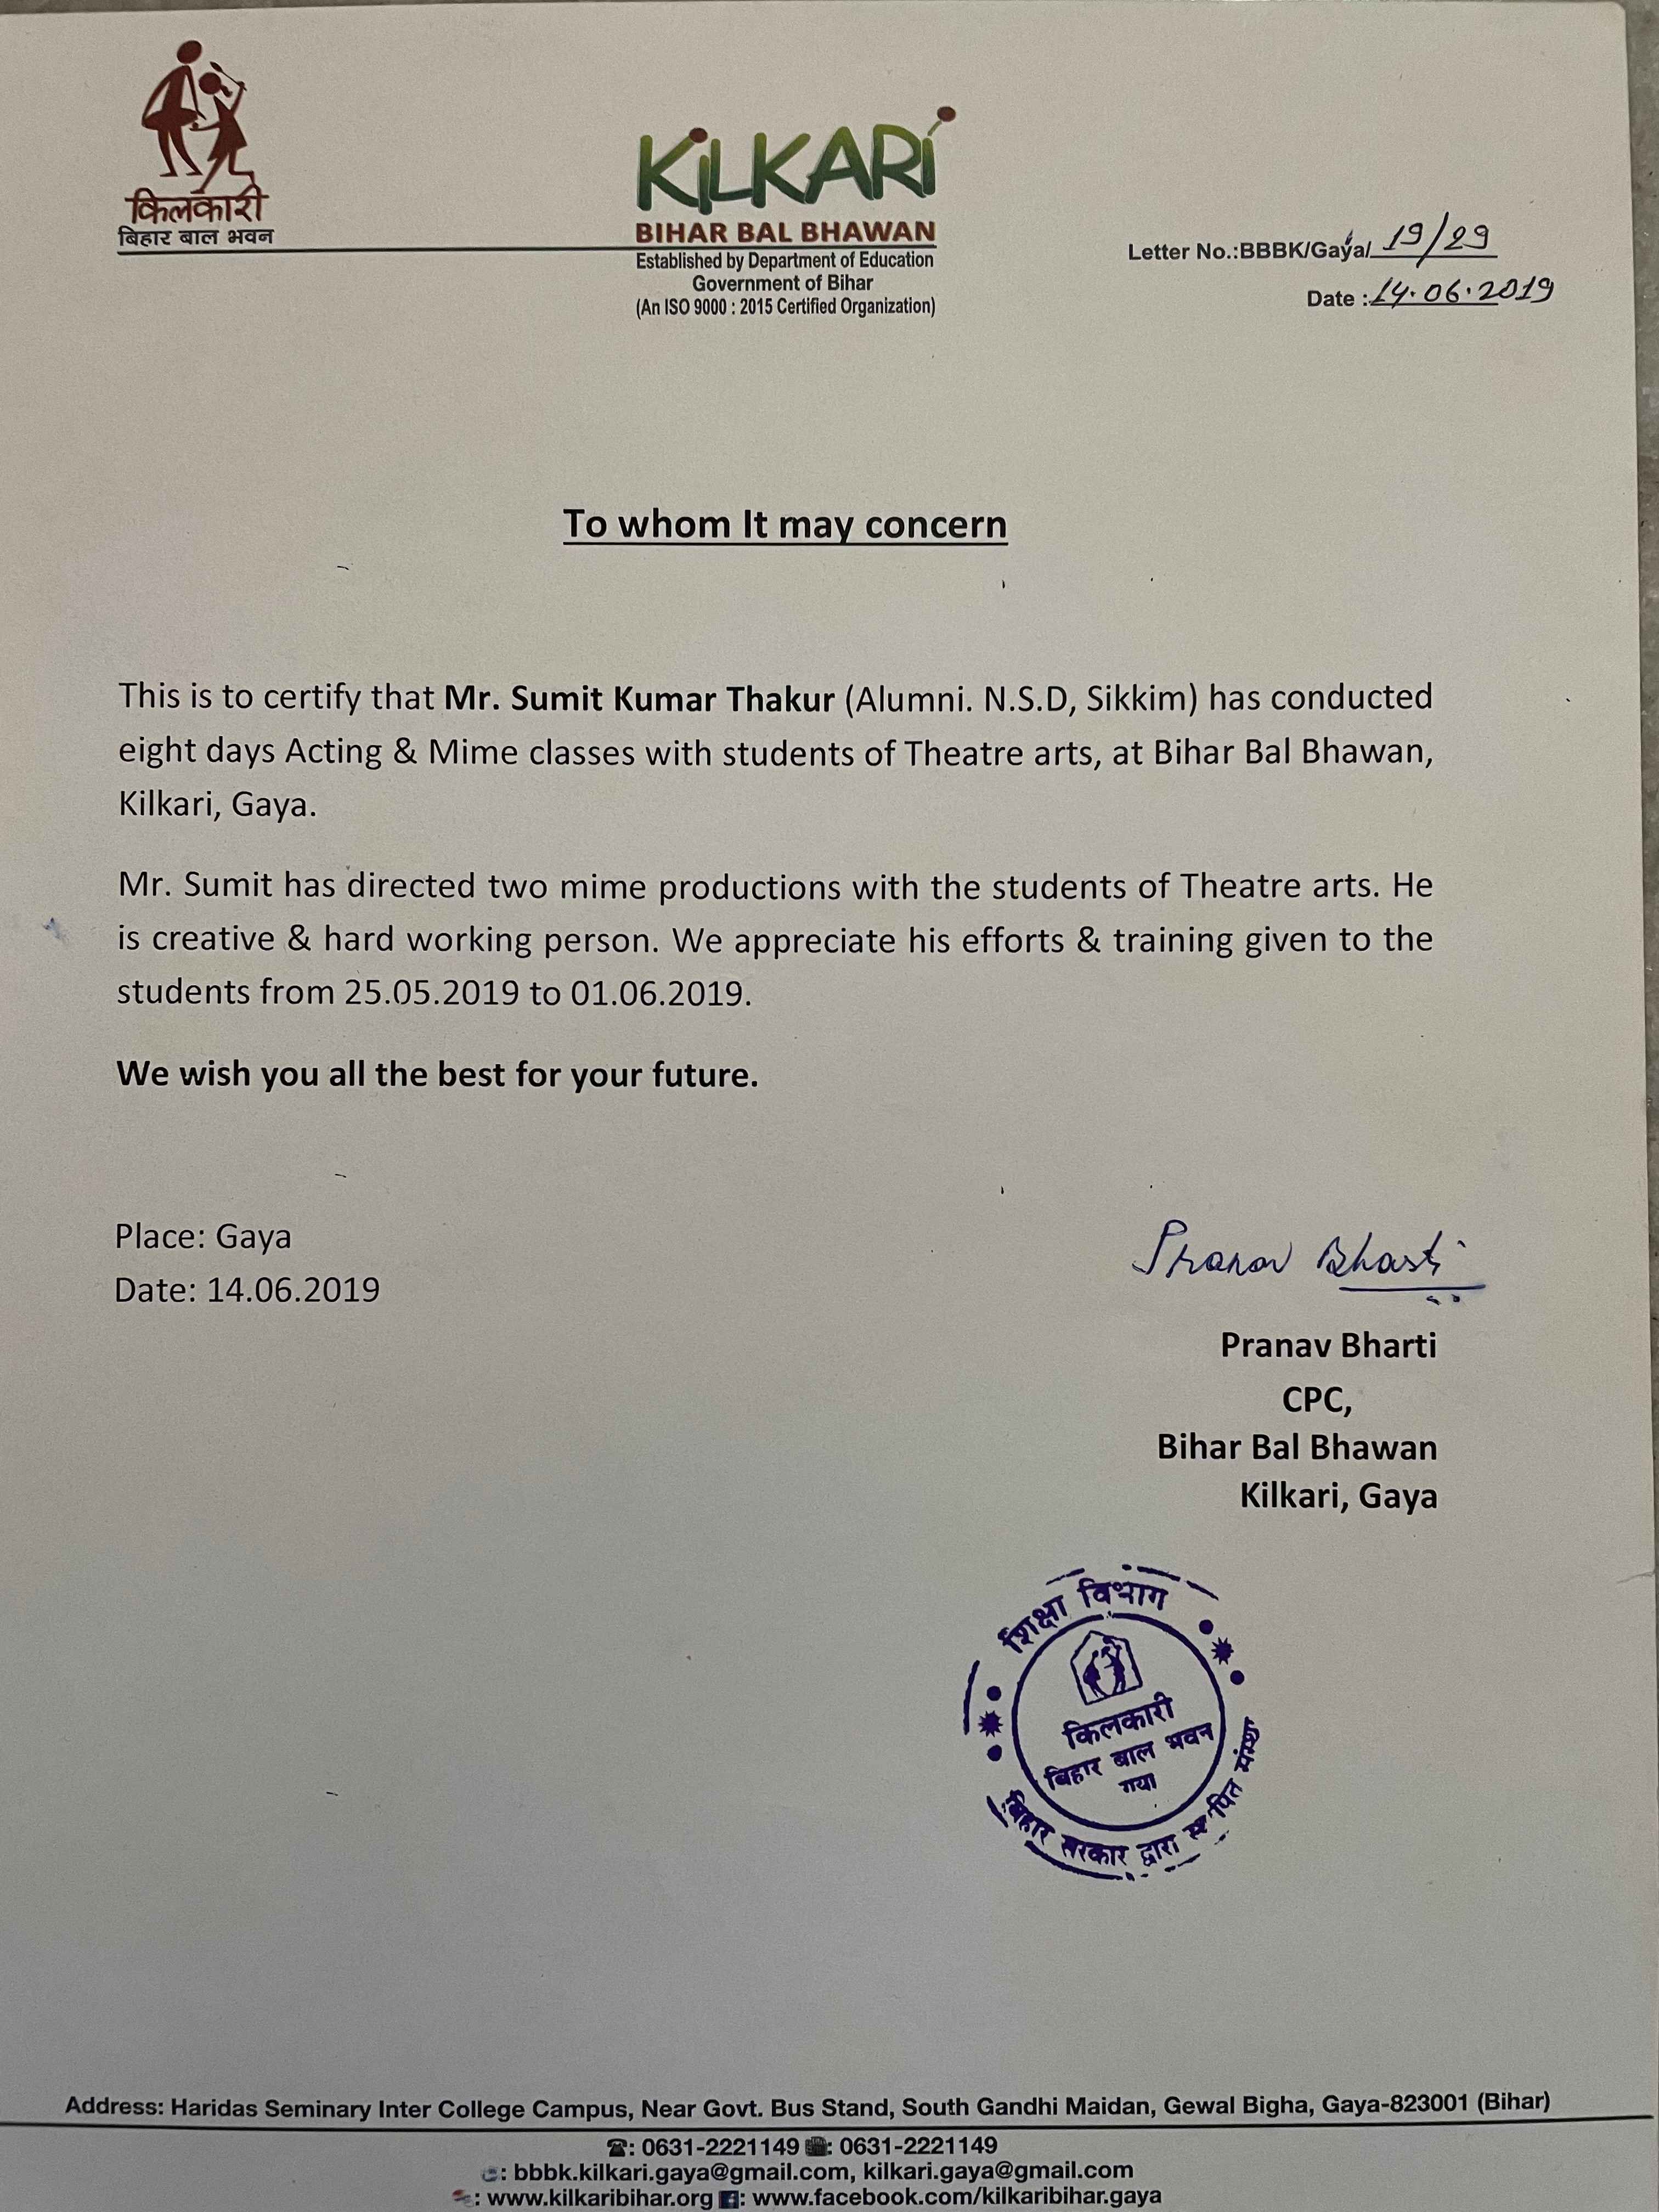 किलकारी
बिहार बाल भवन
KiLKARi
BIHAR BAL BHAWAN
Established by Department of Education
Government of Bihar
(An ISO 9000 : 2015 Certified Organization)
Letter No.:BBBK/Gaya/ 19/29
Date : 14.06.2019
To whom It may concern
This is to certify that Mr. Sumit Kumar Thakur (Alumni. N.S.D, Sikkim) has conducted
eight days Acting & Mime classes with students of Theatre arts, at Bihar Bal Bhawan,
Kilkari, Gaya.
Mr. Sumit has directed two mime productions with the students of Theatre arts. He
is creative & hard working person. We appreciate his efforts & training given to the
students from 25.05.2019 to 01.06.2019.
We wish you all the best for your future.
Place: Gaya
Date: 14.06.2019
Pranav Bharti
Pranav Bharti
CPC,
Bihar Bal Bhawan
Kilkari, Gaya
शिक्षा विभाग
किलकारी
बिहार बाल भवन
गया
बिहार सरकार द्वारा स्थापित संस्था
Address: Haridas Seminary Inter College Campus, Near Govt. Bus Stand, South Gandhi Maidan, Gewal Bigha, Gaya-823001 (Bihar)
: 0631-2221149 : 0631-2221149
: bbbk.kilkari.gaya@gmail.com, kilkari.gaya@gmail.com
: www.kilkaribihar.org : www.facebook.com/kilkaribihar.gaya